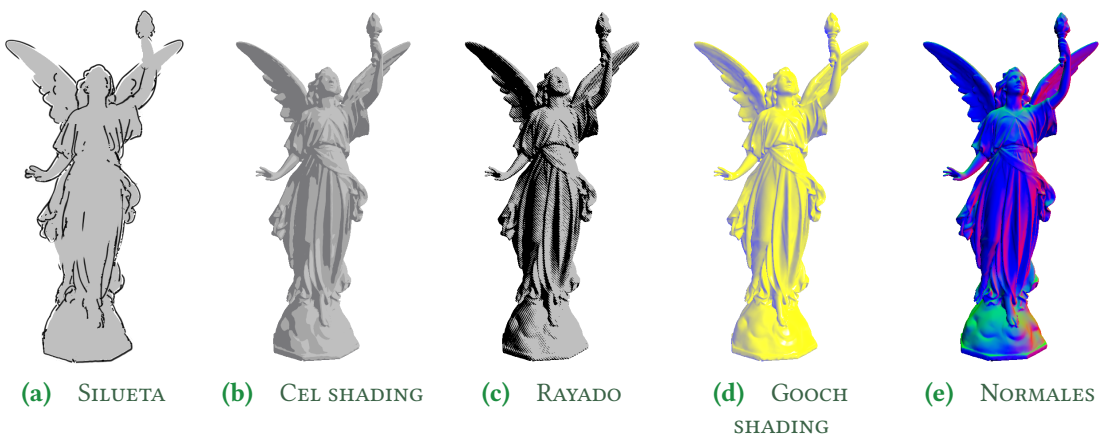 (a) Silueta
(b) Cel shading
(c) Rayado
(d) Gooch
shading
(e) Normales